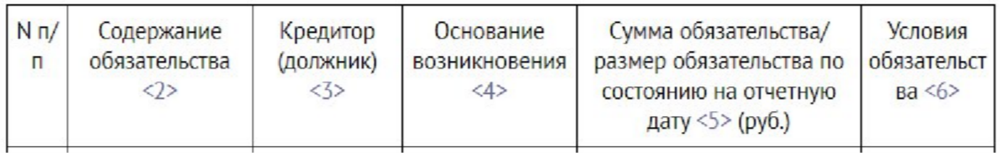 N п/
п
Содержание
обязательства
<2>
Кредитор
(должник)
<3>
Основание
возникновения
<4>
Сумма обязательства/
размер обязательства по
состоянию на отчетную
дату <5> (руб.)
Условия
обязательст
ва <6>